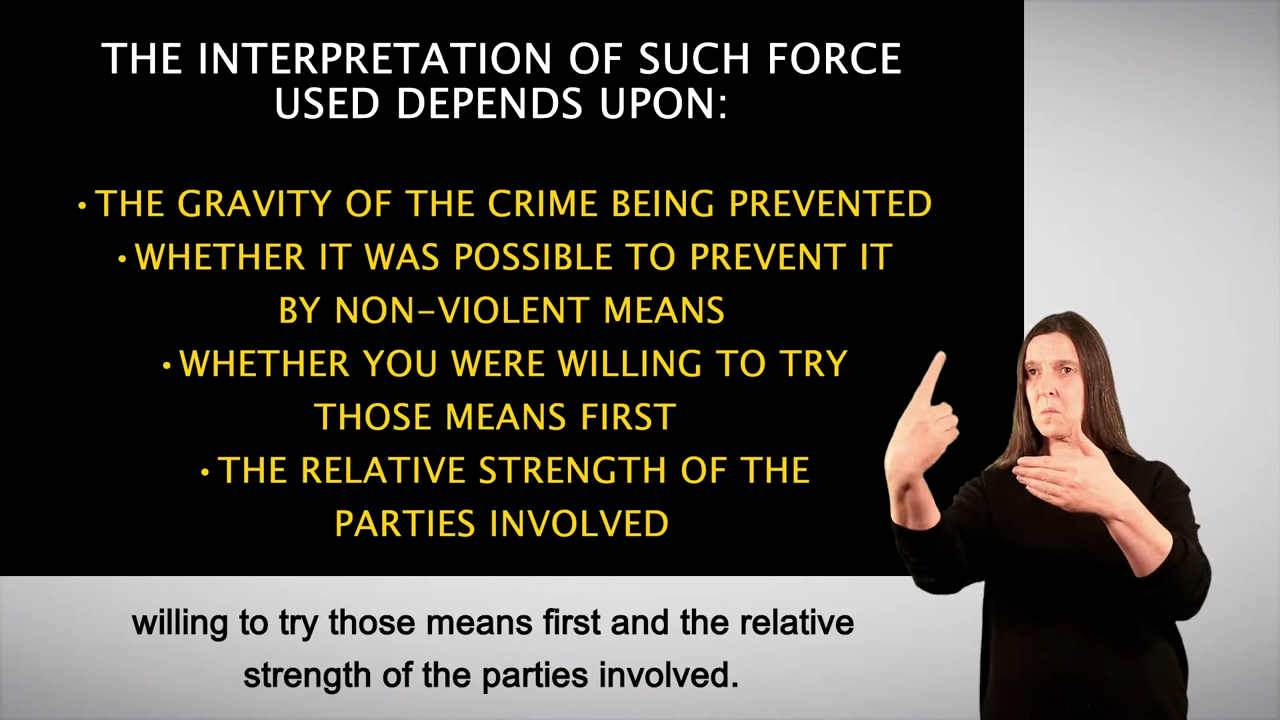 THE INTERPRETATION OF SUCH FORCE
USED DEPENDS UPON:
•THE GRAVITY OF THE CRIME BEING PREVENTED
•WHETHER IT WAS POSSIBLE TO PREVENT IT
BY NON-VIOLENT MEANS
•WHETHER YOU WERE WILLING TO TRY
THOSE MEANS FIRST
•THE RELATIVE STRENGTH OF THE
PARTIES INVOLVED
willing to try those means first and the relative
strength of the parties involved.